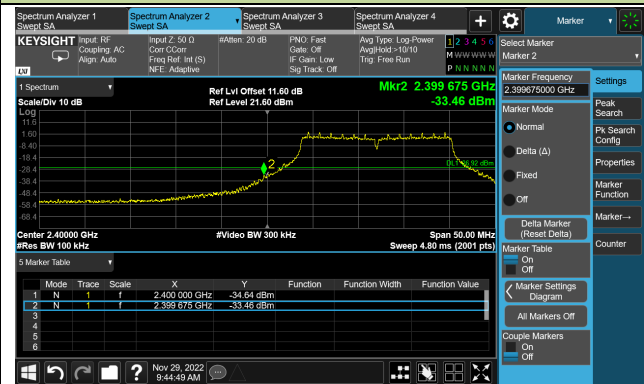 Spectrum Analyzer 1
Swept SA
Spectrum Analyzer 2
Swept SA
Spectrum Analyzer 3
Swept SA
Spectrum Analyzer 4
Swept SA
+
Marker
KEYSIGHT
LXI
Input: RF
Coupling: AC
Align: Auto
Input Z: 50 Ω
Corr CCorr
Freq Ref: Int (S)
NFE: Adaptive
#Atten: 20 dB
PNO: Fast
Gate: Off
IF Gain: Low
Sig Track: Off
Avg Type: Log-Power
Avg|Hold:>10/10
Trig: Free Run
1 2 3 4 5 6
M W W W W W
P N N N N N
Select Marker
Marker 2
1 Spectrum
Scale/Div 10 dB
Ref Lvl Offset 11.60 dB
Ref Level 21.60 dBm
Mkr2 2.399 675 GHz
-33.46 dBm
Log
11.6
1.60
-8.40
-18.4
-28.4
-38.4
-48.4
-58.4
-68.4
2
Center 2.40000 GHz
#Res BW 100 kHz
#Video BW 300 kHz
Span 50.00 MHz
Sweep 4.80 ms (2001 pts)
5 Marker Table
Mode Trace Scale X Y Function Function Width Function Value
1 N 1 f 2.400 000 GHz -34.64 dBm
2 N 1 f 2.399 675 GHz -33.46 dBm
3
4
5
6
Marker Frequency
2.399675000 GHz
Marker Mode
Normal
Delta (Δ)
Fixed
Off
Delta Marker
(Reset Delta)
Marker Table
On
Off
Marker Settings
Diagram
All Markers Off
Couple Markers
On
Off
Settings
Peak
Search
Pk Search
Config
Properties
Marker
Function
Marker→
Counter
?
Nov 29, 2022
9:44:49 AM